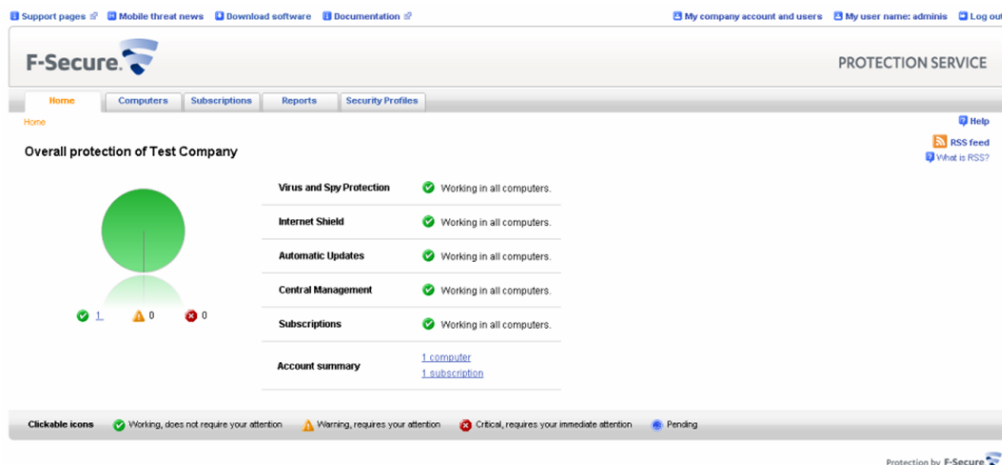 Support pages Mobile threat news Download software Documentation My company account and users My user name: adminis Log out
F-Secure. PROTECTION SERVICE
Home Computers Subscriptions Reports Security Profiles
Home Help
RSS feed
What is RSS?
Overall protection of Test Company
Virus and Spy Protection Working in all computers.
Internet Shield Working in all computers.
Automatic Updates Working in all computers.
Central Management Working in all computers.
1 0 0
Subscriptions Working in all computers.
Account summary 1 computer
1 subscription
Clickable icons Working, does not require your attention Warning, requires your attention Critical, requires your immediate attention Pending
Protection by F-Secure